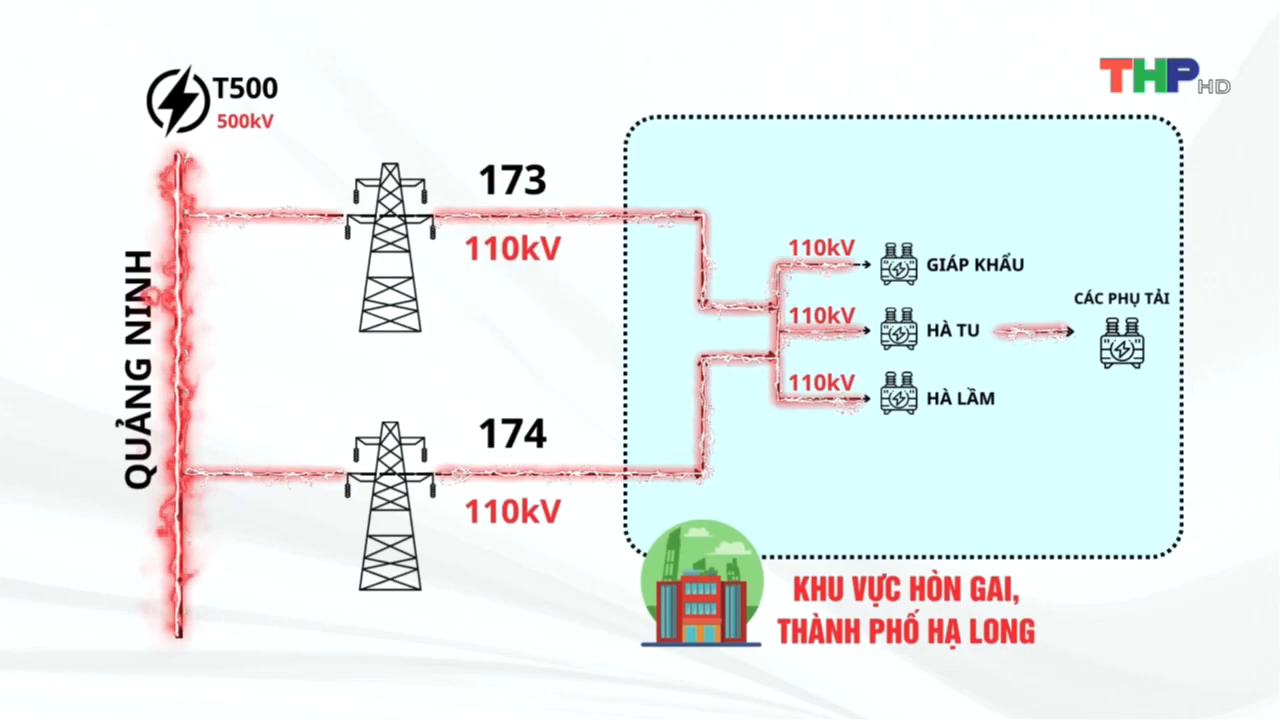 T500
500kV
THP HD
173
110kV
QUẢNG NINH
110kV
GIÁP KHẨU
CÁC PHỤ TẢI
110kV
HÀ TU
110kV
HÀ LẦM
174
110kV
KHU VỰC HÒN GAI,
THÀNH PHỐ HẠ LONG